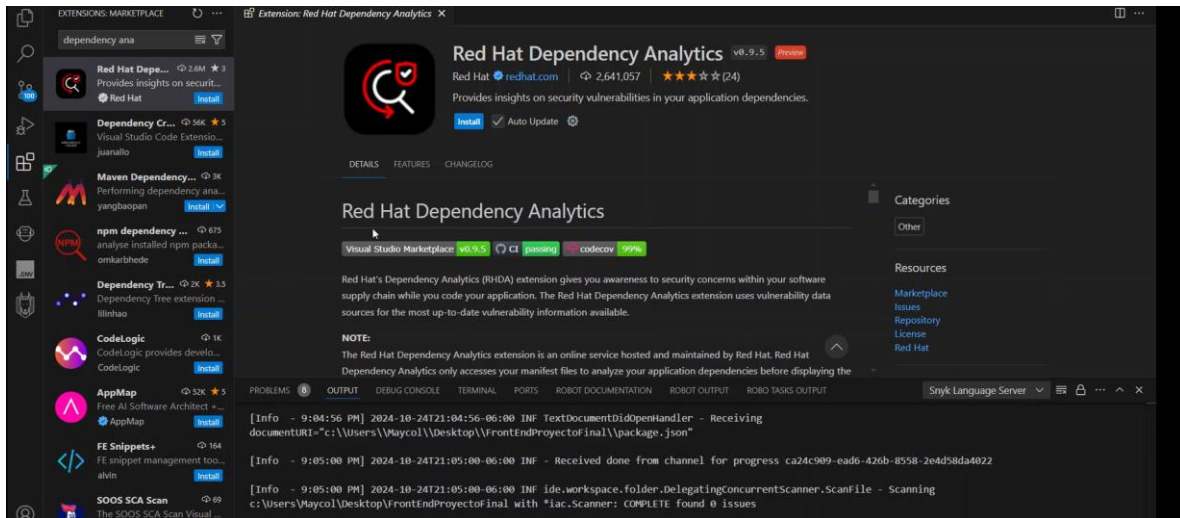 EXTENSIONS: MARKETPLACE
dependency ana
Red Hat Depe... 2.6M ★ 3
Provides insights on securit...
Red Hat Install
Dependency Cr... 56K ★ 5
Visual Studio Code Extensio...
juanallo Install
Maven Dependency... 3K
Performing dependency ana...
yangbaopan Install
npm dependency ... 675
analyse installed npm packa...
omkarbhede Install
Dependency Tr... 2K ★ 3.5
Dependency Tree extension ...
lilinhao Install
CodeLogic 1K
CodeLogic provides develo...
CodeLogic Install
AppMap 52K ★ 5
Free AI Software Architect +...
AppMap Install
FE Snippets+ 164
FE snippet management too...
alvin Install
SOOS SCA Scan 69
The SOOS SCA Scan Visual ...
100
.ENV
NPM
Extension: Red Hat Dependency Analytics ×
Red Hat Dependency Analytics v0.9.5 Preview
Red Hat redhat.com | 2,641,057 | ★★★☆☆ (24)
Provides insights on security vulnerabilities in your application dependencies.
Install Auto Update
DETAILS FEATURES CHANGELOG
Red Hat Dependency Analytics
Visual Studio Marketplace v0.9.5 CI passing codecov 99%
Red Hat's Dependency Analytics (RHDA) extension gives you awareness to security concerns within your software
supply chain while you code your application. The Red Hat Dependency Analytics extension uses vulnerability data
sources for the most up-to-date vulnerability information available.
NOTE:
The Red Hat Dependency Analytics extension is an online service hosted and maintained by Red Hat. Red Hat
Dependency Analytics only accesses your manifest files to analyze your application dependencies before displaying the
Categories
Other
Resources
Marketplace
Issues
Repository
License
Red Hat
PROBLEMS 8 OUTPUT DEBUG CONSOLE TERMINAL PORTS ROBOT DOCUMENTATION ROBOT OUTPUT ROBO TASKS OUTPUT Snyk Language Server
[Info - 9:04:56 PM] 2024-10-24T21:04:56-06:00 INF TextDocumentDidOpenHandler - Receiving
documentURI="c:\\Users\\Maycol\\Desktop\\FrontEndProyectoFinal\\package.json"
[Info - 9:05:00 PM] 2024-10-24T21:05:00-06:00 INF - Received done from channel for progress ca24c909-ead6-426b-8558-2e4d58da4022
[Info - 9:05:00 PM] 2024-10-24T21:05:00-06:00 INF ide.workspace.folder.DelegatingConcurrentScanner.ScanFile - Scanning
c:\Users\Maycol\Desktop\FrontEndProyectoFinal with *iac.Scanner: COMPLETE found 0 issues